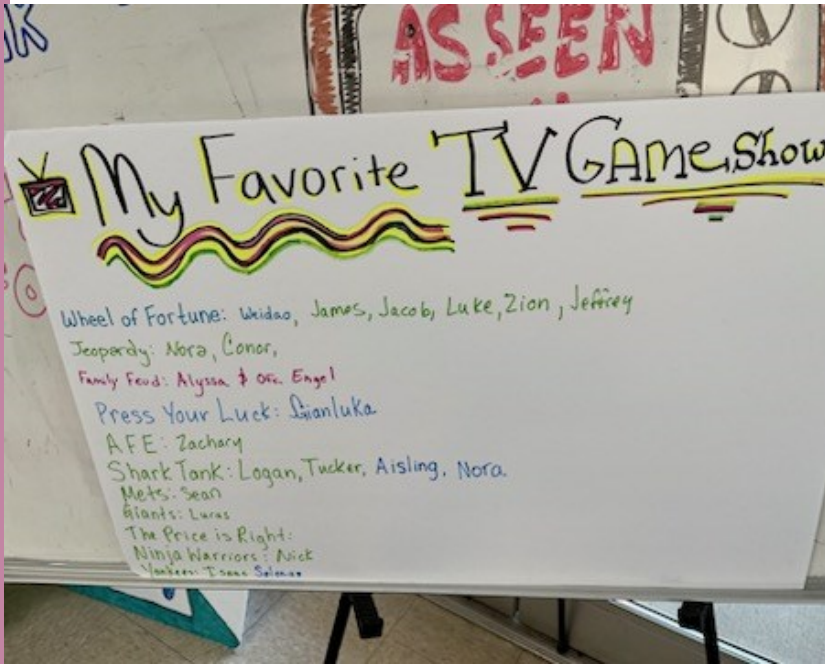 AS SEEN
My Favorite TV GAme Show
Wheel of Fortune: Weidao, James, Jacob, Luke, Zion, Jeffrey
Jeopardy: Nora, Conor,
Family Feud: Alyssa & Ofc. Engel
Press Your Luck: Gianluka
AFE: Zachary
Shark Tank: Logan, Tucker, Aisling, Nora
Mets: Sean
Giants: Lucas
The Price is Right:
Ninja Warriors: Nick
Yankees: Isaac